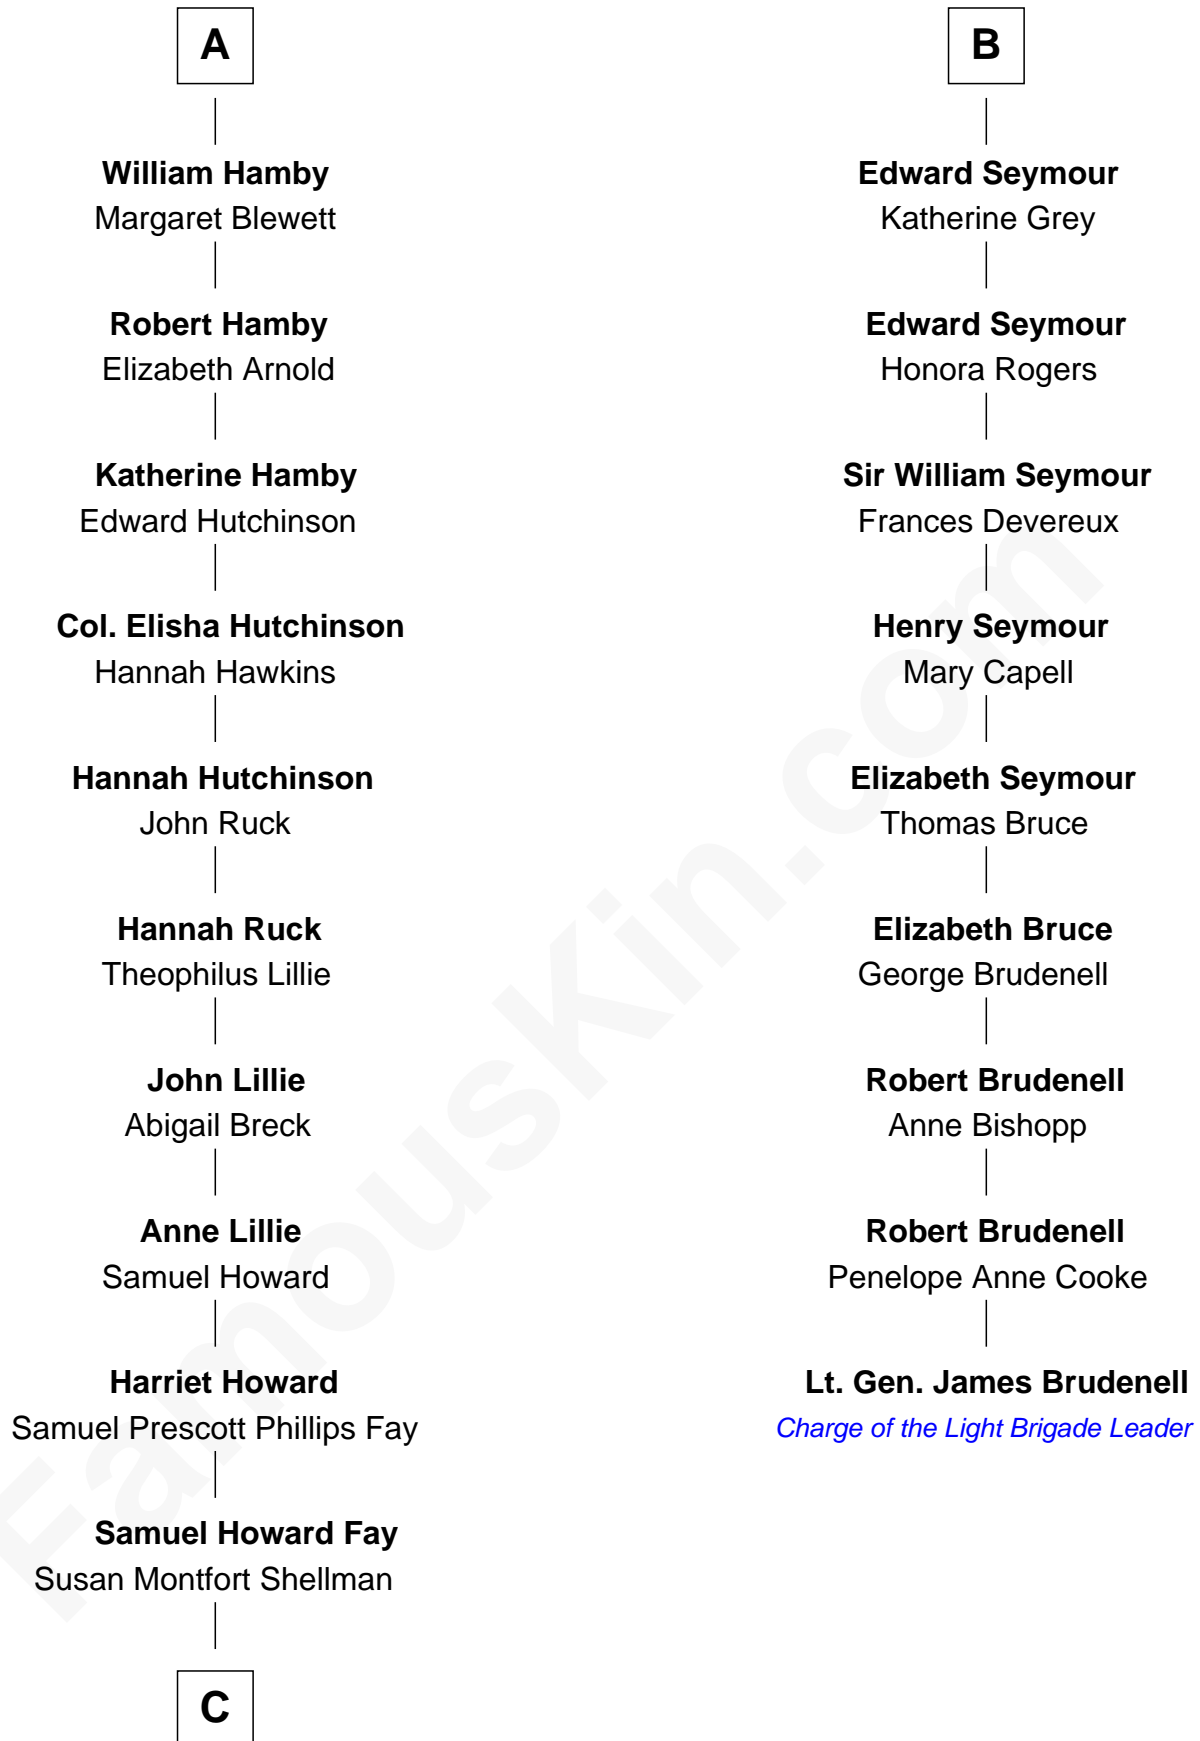 A
William Hamby
Margaret Blewett
Robert Hamby
Elizabeth Arnold
Katherine Hamby
Edward Hutchinson
Col. Elisha Hutchinson
Hannah Hawkins
Hannah Hutchinson
John Ruck
Hannah Ruck
Theophilus Lillie
John Lillie
Abigail Breck
Anne Lillie
Samuel Howard
Harriet Howard
Samuel Prescott Phillips Fay
Samuel Howard Fay
Susan Montfort Shellman
C
B
Edward Seymour
Katherine Grey
Edward Seymour
Honora Rogers
Sir William Seymour
Frances Devereux
Henry Seymour
Mary Capell
Elizabeth Seymour
Thomas Bruce
Elizabeth Bruce
George Brudenell
Robert Brudenell
Anne Bishopp
Robert Brudenell
Penelope Anne Cooke
Lt. Gen. James Brudenell
Charge of the Light Brigade Leader
FamousKin.com